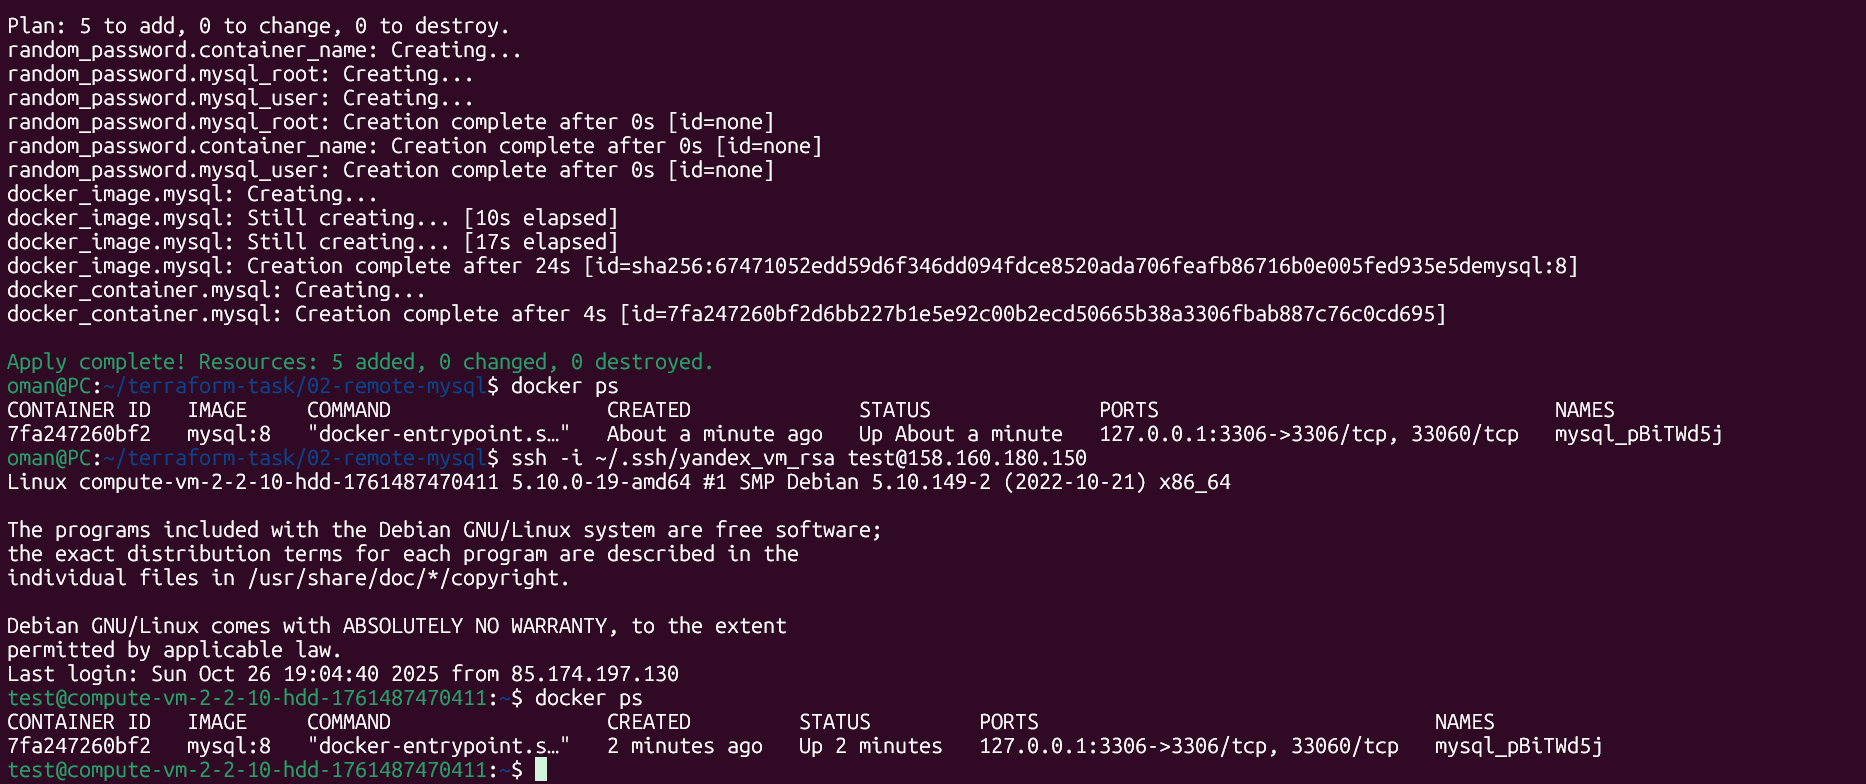 Plan: 5 to add, 0 to change, 0 to destroy.
random_password.container_name: Creating...
random_password.mysql_root: Creating...
random_password.mysql_user: Creating...
random_password.mysql_root: Creation complete after 0s [id=none]
random_password.container_name: Creation complete after 0s [id=none]
random_password.mysql_user: Creation complete after 0s [id=none]
docker_image.mysql: Creating...
docker_image.mysql: Still creating... [10s elapsed]
docker_image.mysql: Still creating... [17s elapsed]
docker_image.mysql: Creation complete after 24s [id=sha256:67471052edd59d6f346dd094fdce8520ada706feafb86716b0e005fed935e5demysql:8]
docker_container.mysql: Creating...
docker_container.mysql: Creation complete after 4s [id=7fa247260bf2d6bb227b1e5e92c00b2ecd50665b38a3306fbab887c76c0cd695]
Apply complete! Resources: 5 added, 0 changed, 0 destroyed.
oman@PC:~/terraform-task/02-remote-mysql$ docker ps
CONTAINER ID   IMAGE     COMMAND                  CREATED              STATUS              PORTS                                 NAMES
7fa247260bf2   mysql:8   "docker-entrypoint.s…"   About a minute ago   Up About a minute   127.0.0.1:3306->3306/tcp, 33060/tcp   mysql_pBiTWd5j
oman@PC:~/terraform-task/02-remote-mysql$ ssh -i ~/.ssh/yandex_vm_rsa test@158.160.180.150
Linux compute-vm-2-2-10-hdd-1761487470411 5.10.0-19-amd64 #1 SMP Debian 5.10.149-2 (2022-10-21) x86_64
The programs included with the Debian GNU/Linux system are free software;
the exact distribution terms for each program are described in the
individual files in /usr/share/doc/*/copyright.
Debian GNU/Linux comes with ABSOLUTELY NO WARRANTY, to the extent
permitted by applicable law.
Last login: Sun Oct 26 19:04:40 2025 from 85.174.197.130
test@compute-vm-2-2-10-hdd-1761487470411:~$ docker ps
CONTAINER ID   IMAGE     COMMAND                  CREATED         STATUS         PORTS                                 NAMES
7fa247260bf2   mysql:8   "docker-entrypoint.s…"   2 minutes ago   Up 2 minutes   127.0.0.1:3306->3306/tcp, 33060/tcp   mysql_pBiTWd5j
test@compute-vm-2-2-10-hdd-1761487470411:~$